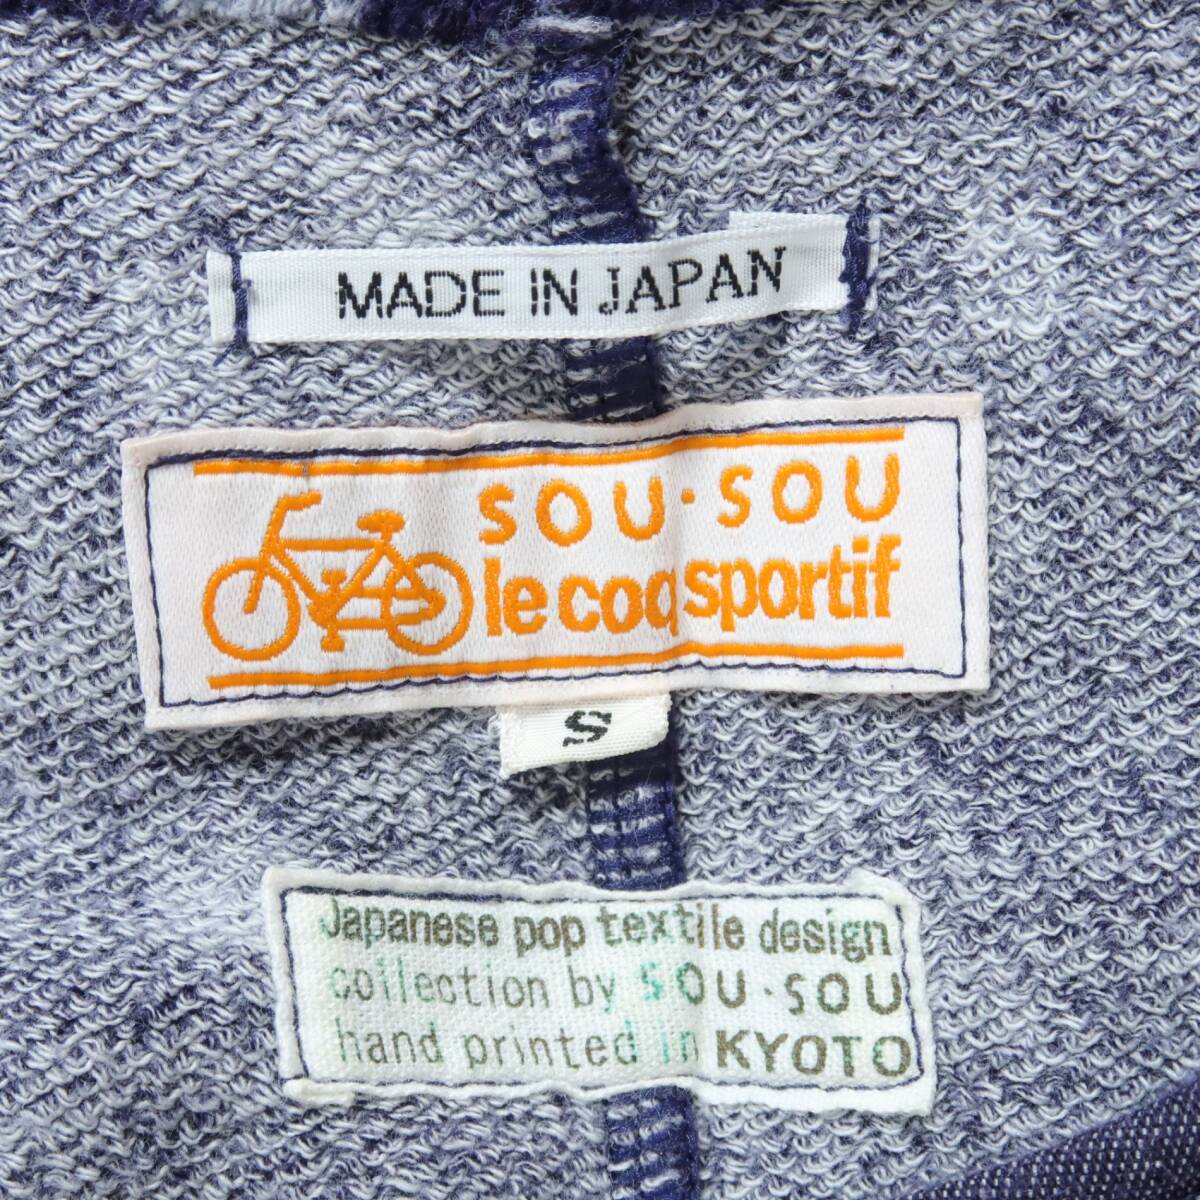 MADE IN JAPAN
SOU・SOU
le coq sportif
S
Japanese pop textile design
collection by SOU・SOU
hand printed in KYOTO